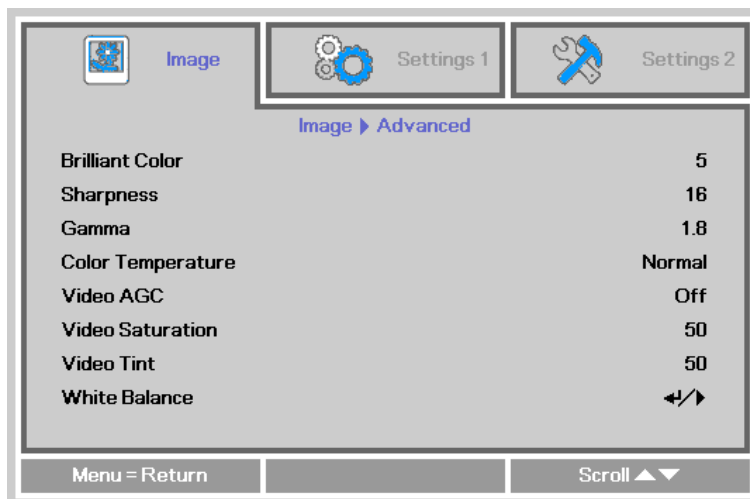 Image
Settings 1
Settings 2
Image ▸ Advanced
Brilliant Color 5
Sharpness 16
Gamma 1.8
Color Temperature Normal
Video AGC Off
Video Saturation 50
Video Tint 50
White Balance ↵/▸
Menu = Return
Scroll ▲▼